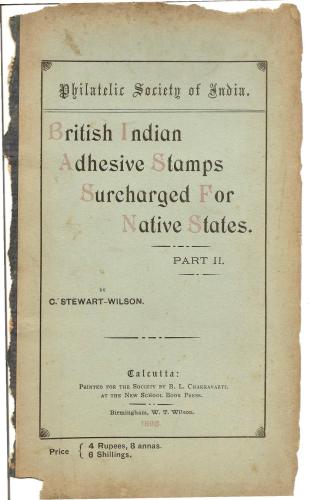 Philatelic Society of India.
British Indian
Adhesive Stamps
Surcharged For
Native States.
PART II.
BY
C. STEWART-WILSON.
Calcutta:
PRINTED FOR THE SOCIETY BY B. L. CHAKRAVARTI,
AT THE NEW SCHOOL BOOK PRESS.
Birmingham, W. T. Wilson.
Price { 4 Rupees, 8 annas.
6 Shillings.